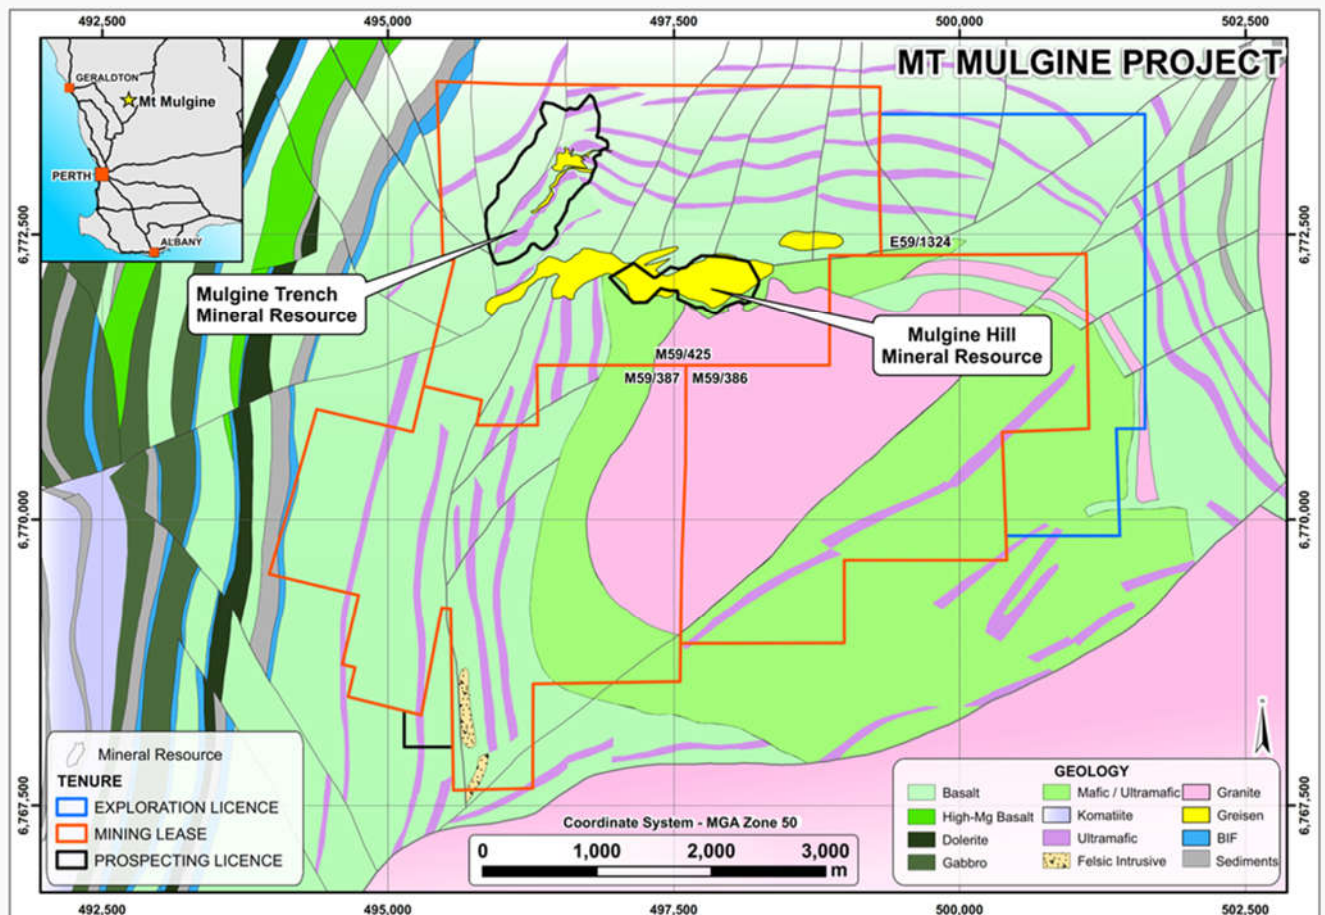 492,500 495,000 497,500 500,000 502,500
MT MULGINE PROJECT
GERALDTON
Mt Mulgine
PERTH
ALBANY
6,772,500
6,772,500
E59/1324
Mulgine Trench
Mineral Resource
Mulgine Hill
Mineral Resource
M59/425
M59/387 M59/386
6,770,000
6,770,000
Mineral Resource
TENURE
EXPLORATION LICENCE
MINING LEASE
PROSPECTING LICENCE
6,767,500
6,767,500
Coordinate System - MGA Zone 50
0 1,000 2,000 3,000
m
GEOLOGY
Basalt Mafic / Ultramafic Granite
High-Mg Basalt Komatiite Greisen
Dolerite Ultramafic BIF
Gabbro Felsic Intrusive Sediments
492,500 495,000 497,500 500,000 502,500